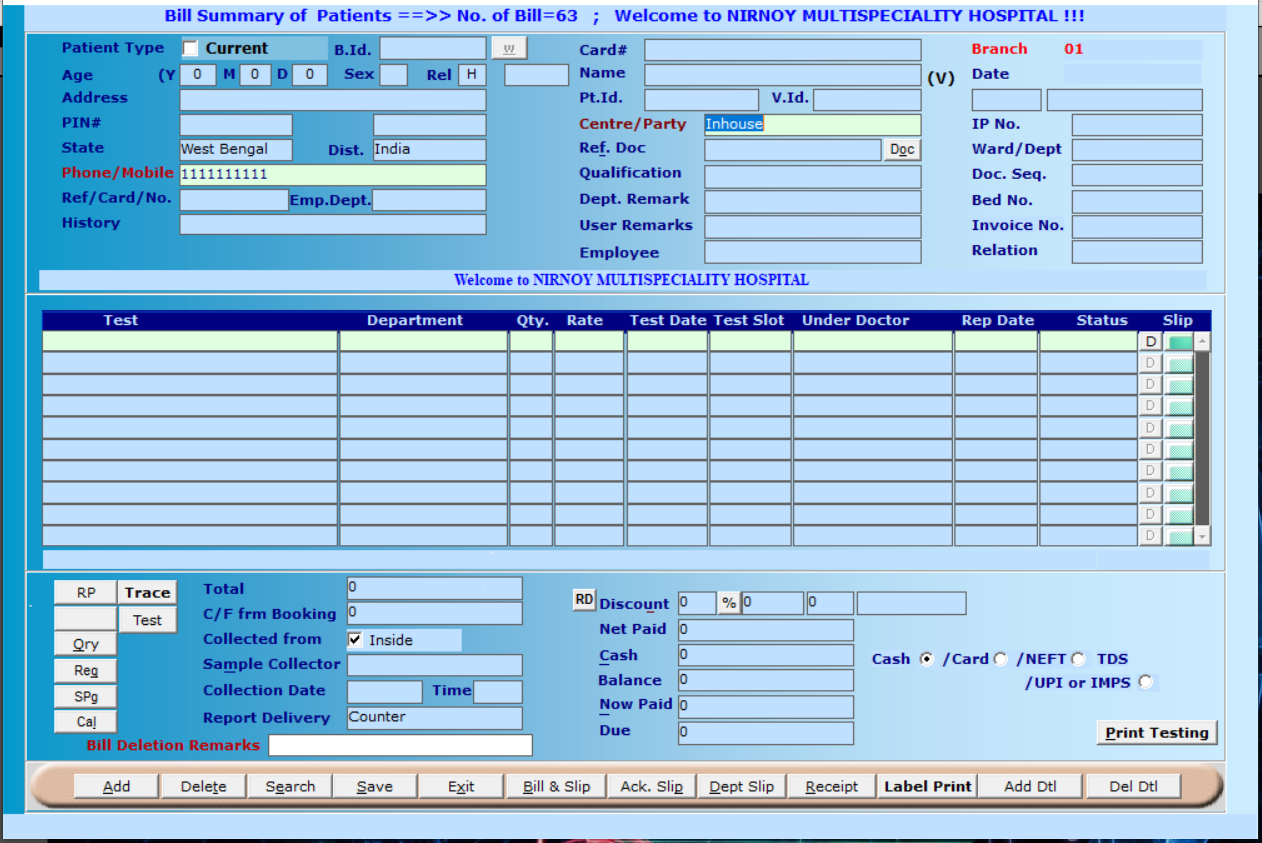 Bill Summary of Patients ==>> No. of Bill=63 ; Welcome to NIRNOY MULTISPECIALITY HOSPITAL !!!
Patient Type Current B.Id. w Card# Branch 01
Age (Y 0 M 0 D 0 Sex Rel H Name (V) Date
Address Pt.Id. V.Id.
PIN# Centre/Party Inhouse IP No.
State West Bengal Dist. India Ref. Doc Doc Ward/Dept
Phone/Mobile 1111111111 Qualification Doc. Seq.
Ref/Card/No. Emp.Dept. Dept. Remark Bed No.
History User Remarks Invoice No.
Employee Relation
Welcome to NIRNOY MULTISPECIALITY HOSPITAL
Test Department Qty. Rate Test Date Test Slot Under Doctor Rep Date Status Slip
D
D
D
D
D
D
D
D
D
D
RP Trace Total 0 RD Discount 0 % 0 0
Test C/F frm Booking 0 Net Paid 0
Qry Collected from Inside Cash 0 Cash /Card /NEFT TDS
Reg Sample Collector Balance 0 /UPI or IMPS
SPg Collection Date Time Now Paid 0
Cal Report Delivery Counter Due 0 Print Testing
Bill Deletion Remarks
Add Delete Search Save Exit Bill & Slip Ack. Slip Dept Slip Receipt Label Print Add Dtl Del Dtl